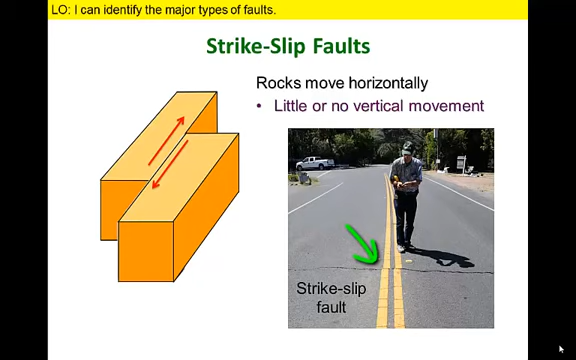 LO: I can identify the major types of faults.
Strike-Slip Faults
Rocks move horizontally
• Little or no vertical movement
Strike-slip
fault